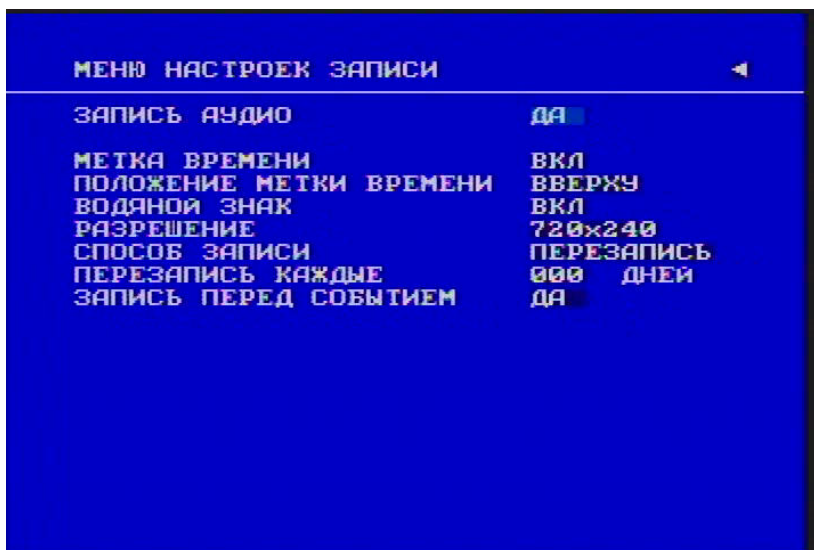 МЕНЮ НАСТРОЕК ЗАПИСИ ◄
ЗАПИСЬ АУДИО ДА
МЕТКА ВРЕМЕНИ ВКЛ
ПОЛОЖЕНИЕ МЕТКИ ВРЕМЕНИ ВВЕРХУ
ВОДЯНОЙ ЗНАК ВКЛ
РАЗРЕШЕНИЕ 720x240
СПОСОБ ЗАПИСИ ПЕРЕЗАПИСЬ
ПЕРЕЗАПИСЬ КАЖДЫЕ 000 ДНЕЙ
ЗАПИСЬ ПЕРЕД СОБЫТИЕМ ДА